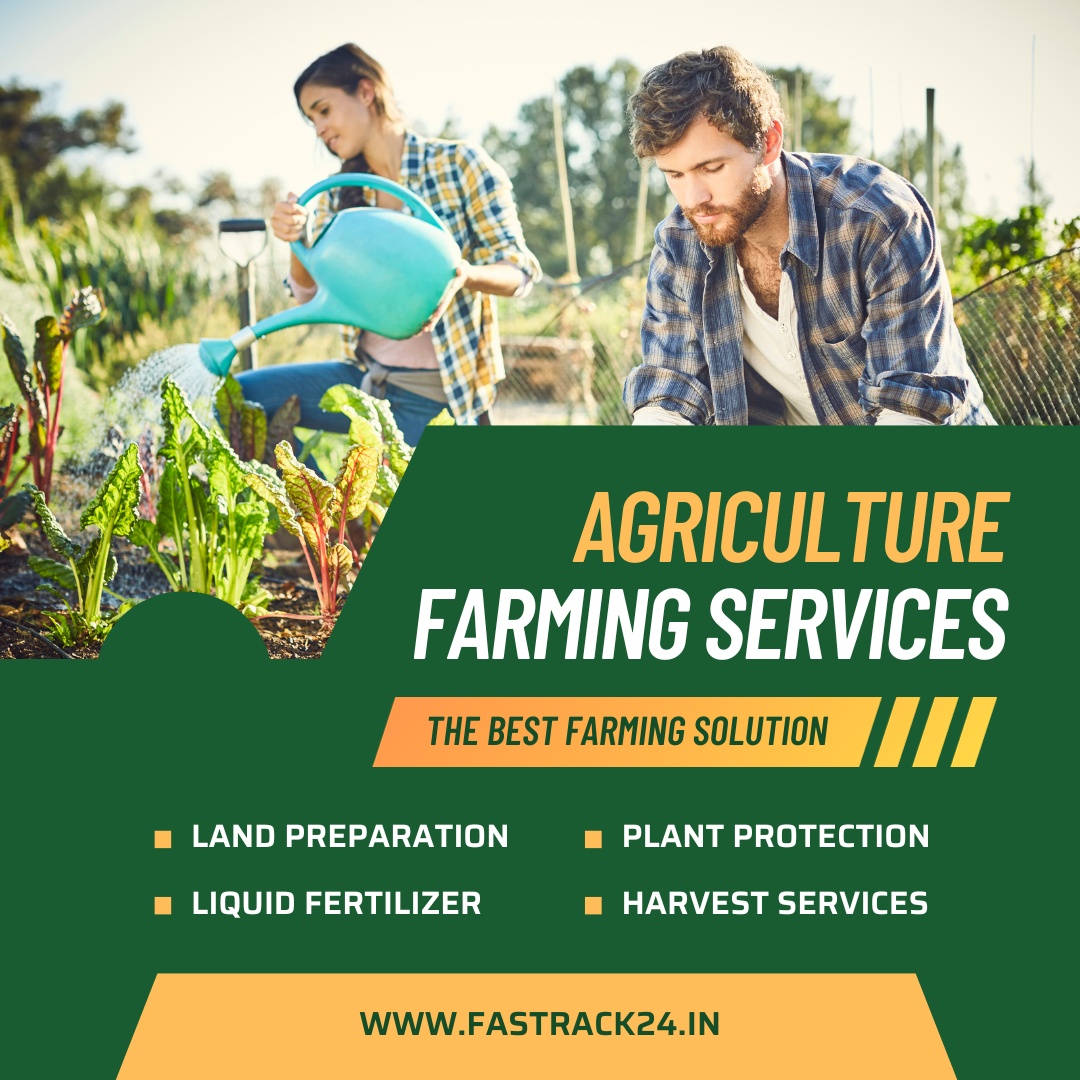 AGRICULTURE
FARMING SERVICES
THE BEST FARMING SOLUTION
LAND PREPARATION
PLANT PROTECTION
LIQUID FERTILIZER
HARVEST SERVICES
WWW.FASTRACK24.IN